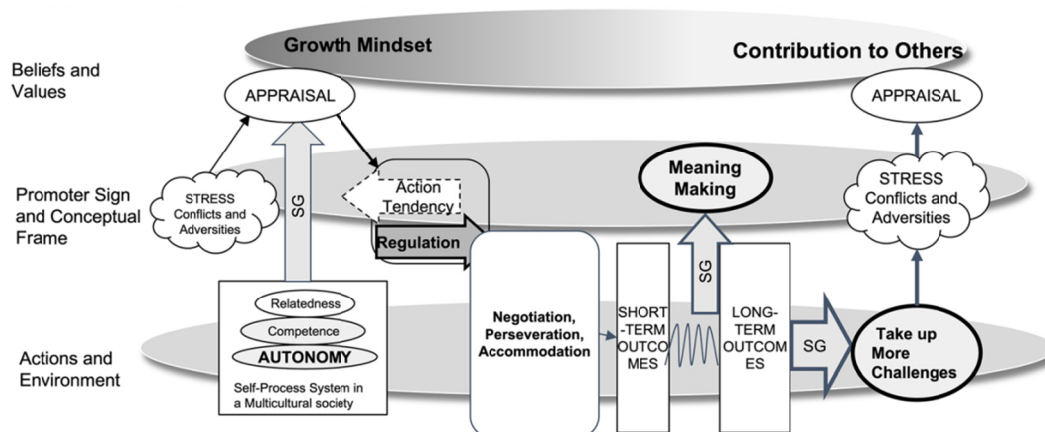 Growth Mindset
Contribution to Others
Beliefs and
Values
APPRAISAL
APPRAISAL
Promoter Sign
and Conceptual
Frame
STRESS
Conflicts and
Adversities
SG
Action
Tendency
Regulation
Meaning
Making
STRESS
Conflicts and
Adversities
Actions and
Environment
Relatedness
Competence
AUTONOMY
Self-Process System in
a Multicultural society
Negotiation,
Perseveration,
Accommodation
SHORT
-TERM
OUTCO
MES
SG
LONG-
TERM
OUTCOM
ES
SG
Take up
More
Challenges